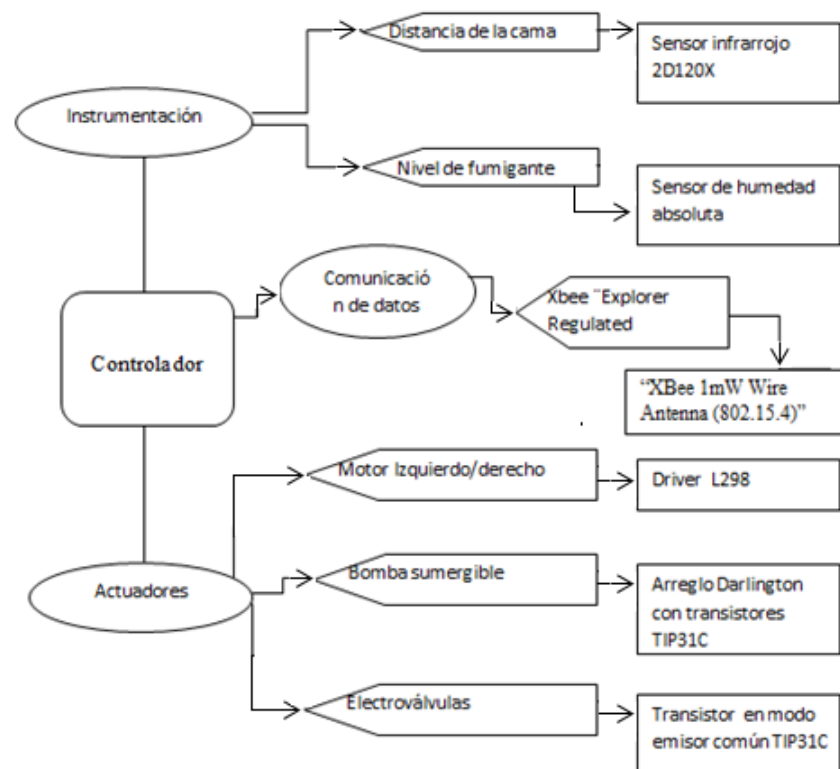 Distancia de la cama
Sensor infrarrojo
2D120X
Instrumentación
Nivel de fumigante
Sensor de humedad
absoluta
Comunicació
n de datos
Xbee ¨Explorer
Regulated
Controlador
“XBee 1mW Wire
Antenna (802.15.4)”
Motor Izquierdo/derecho
Driver L298
Bomba sumergible
Actuadores
Arreglo Darlington
con transistores
TIP31C
Electroválvulas
Transistor en modo
emisor común TIP31C